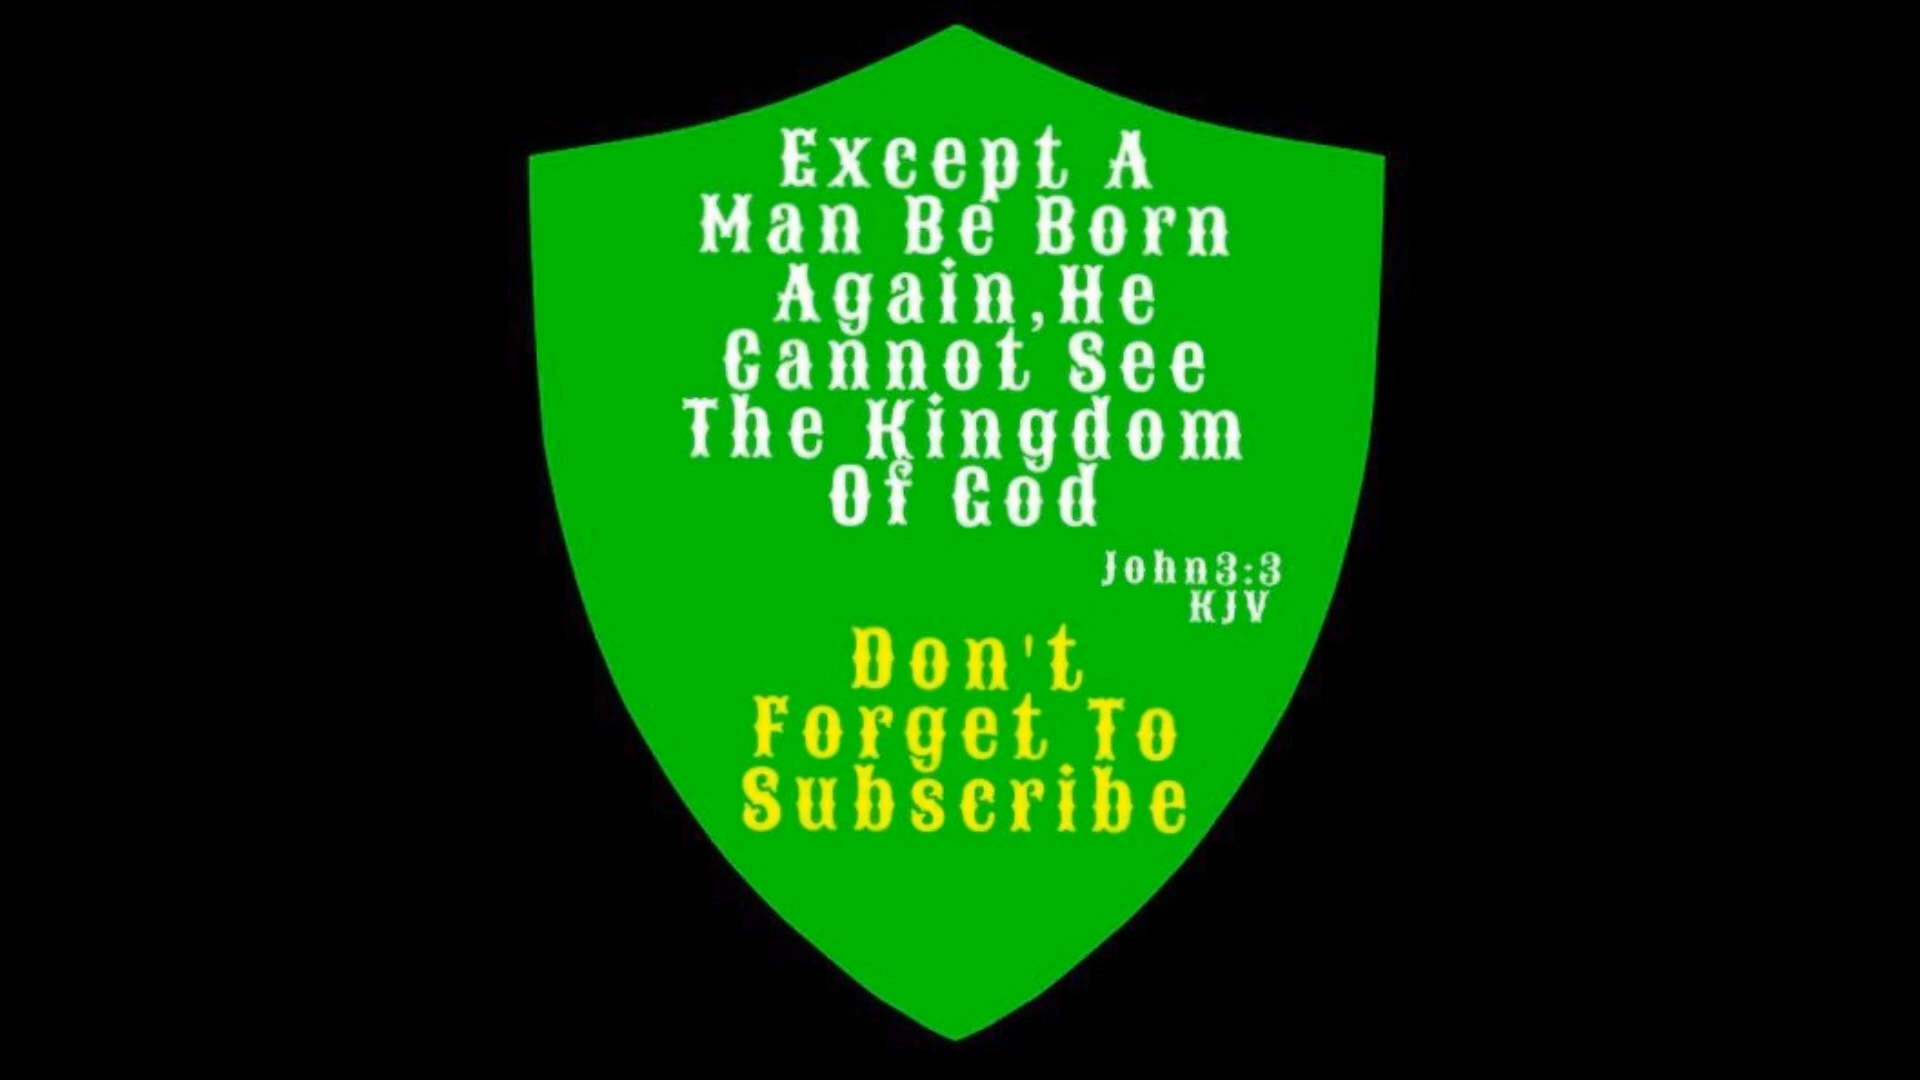 Except A
Man Be Born
Again,He
Cannot See
The Kingdom
Of God
John3:3
KJV
Don't
Forget To
Subscribe